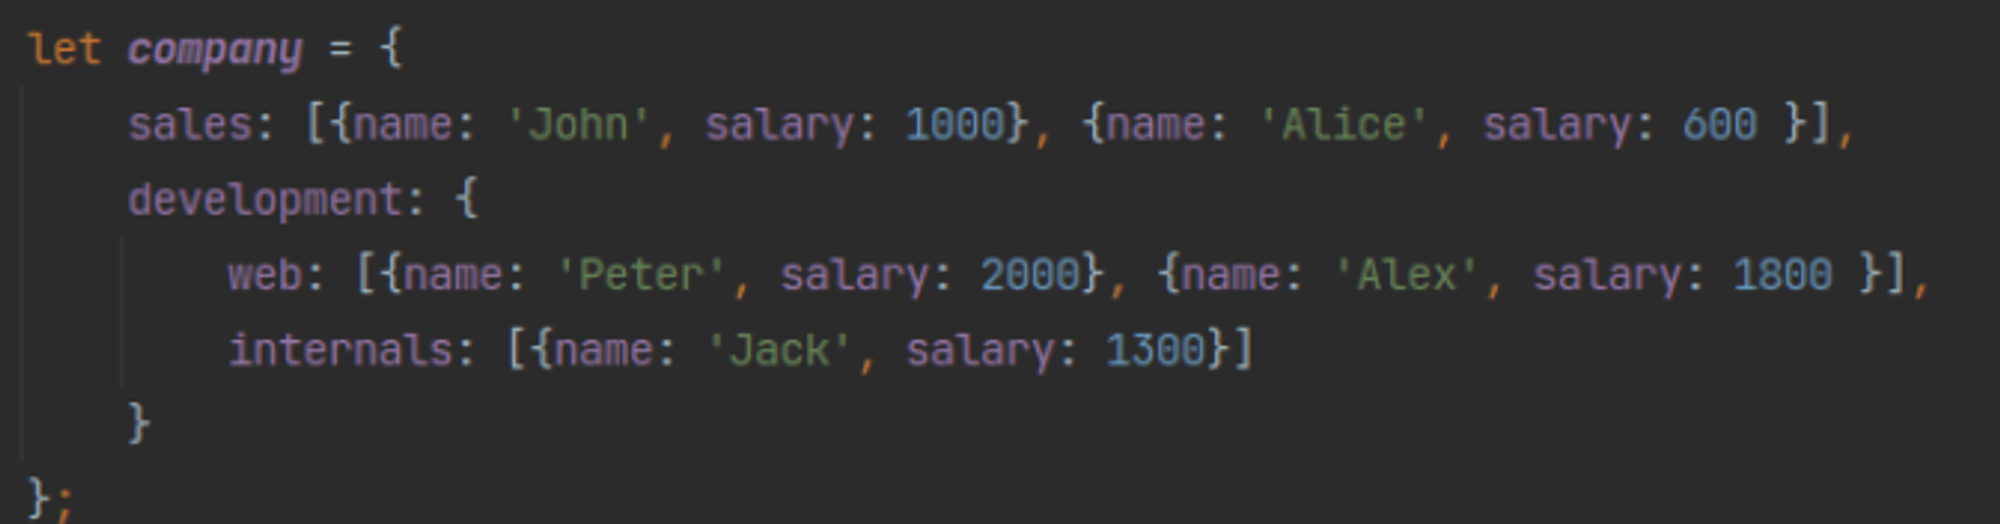 let company = {
    sales: [{name: 'John', salary: 1000}, {name: 'Alice', salary: 600 }],
    development: {
        web: [{name: 'Peter', salary: 2000}, {name: 'Alex', salary: 1800 }],
        internals: [{name: 'Jack', salary: 1300}]
    }
};